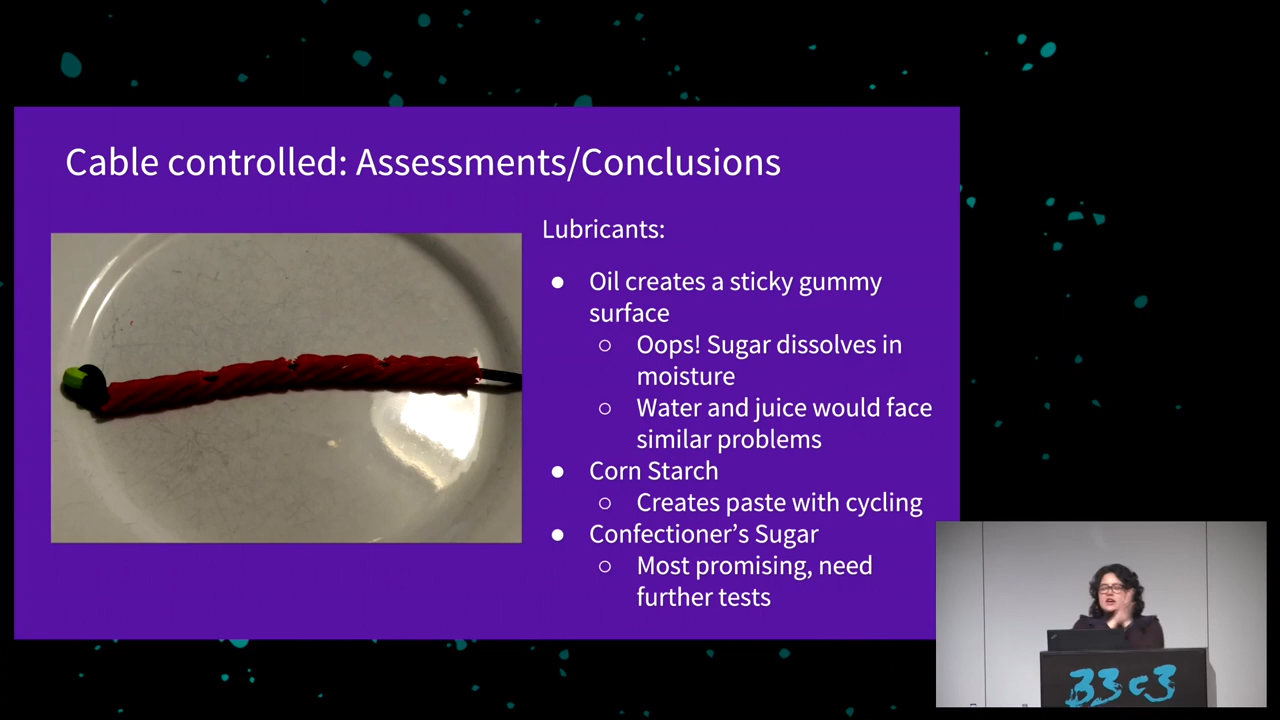 Cable controlled: Assessments/Conclusions
Lubricants:
● Oil creates a sticky gummy
surface
○ Oops! Sugar dissolves in
moisture
○ Water and juice would face
similar problems
● Corn Starch
○ Creates paste with cycling
● Confectioner’s Sugar
○ Most promising, need
further tests
33c3